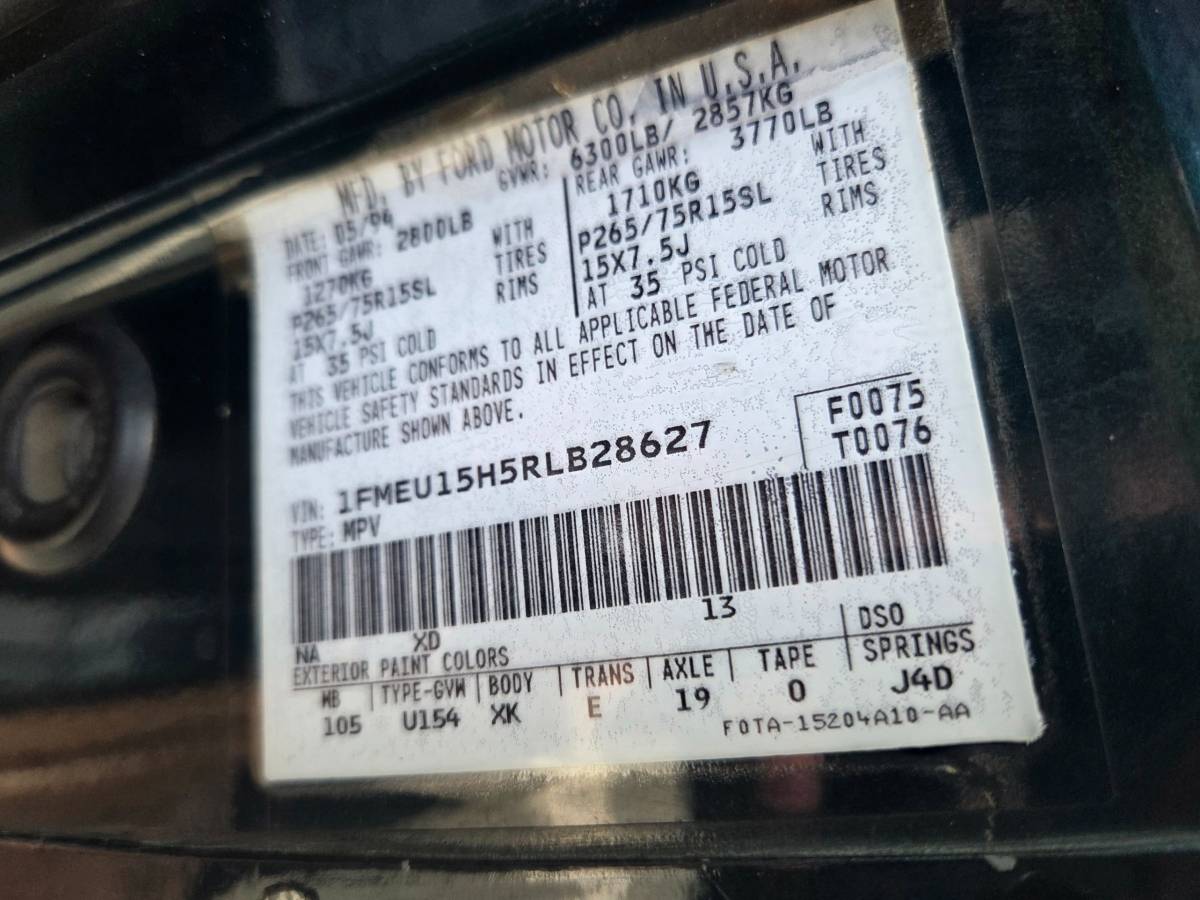 MFD. BY FORD MOTOR CO. IN U.S.A.
DATE: 05/94 GVWR: 6300LB/ 2857KG
FRONT GAWR: 2800LB
1270KG WITH
P265/75R15SL TIRES
15X7.5J RIMS
AT 35 PSI COLD
REAR GAWR: 3770LB
1710KG WITH
P265/75R15SL TIRES
15X7.5J RIMS
AT 35 PSI COLD
THIS VEHICLE CONFORMS TO ALL APPLICABLE FEDERAL MOTOR
VEHICLE SAFETY STANDARDS IN EFFECT ON THE DATE OF
MANUFACTURE SHOWN ABOVE.
VIN: 1FMEU15H5RLB28627
TYPE: MPV
F0075
T0076
NA XD 13
EXTERIOR PAINT COLORS DSO
WB TYPE-GVW BODY TRANS AXLE TAPE SPRINGS
105 U154 XK E 19 O J4D
F0TA-15204A10-AA